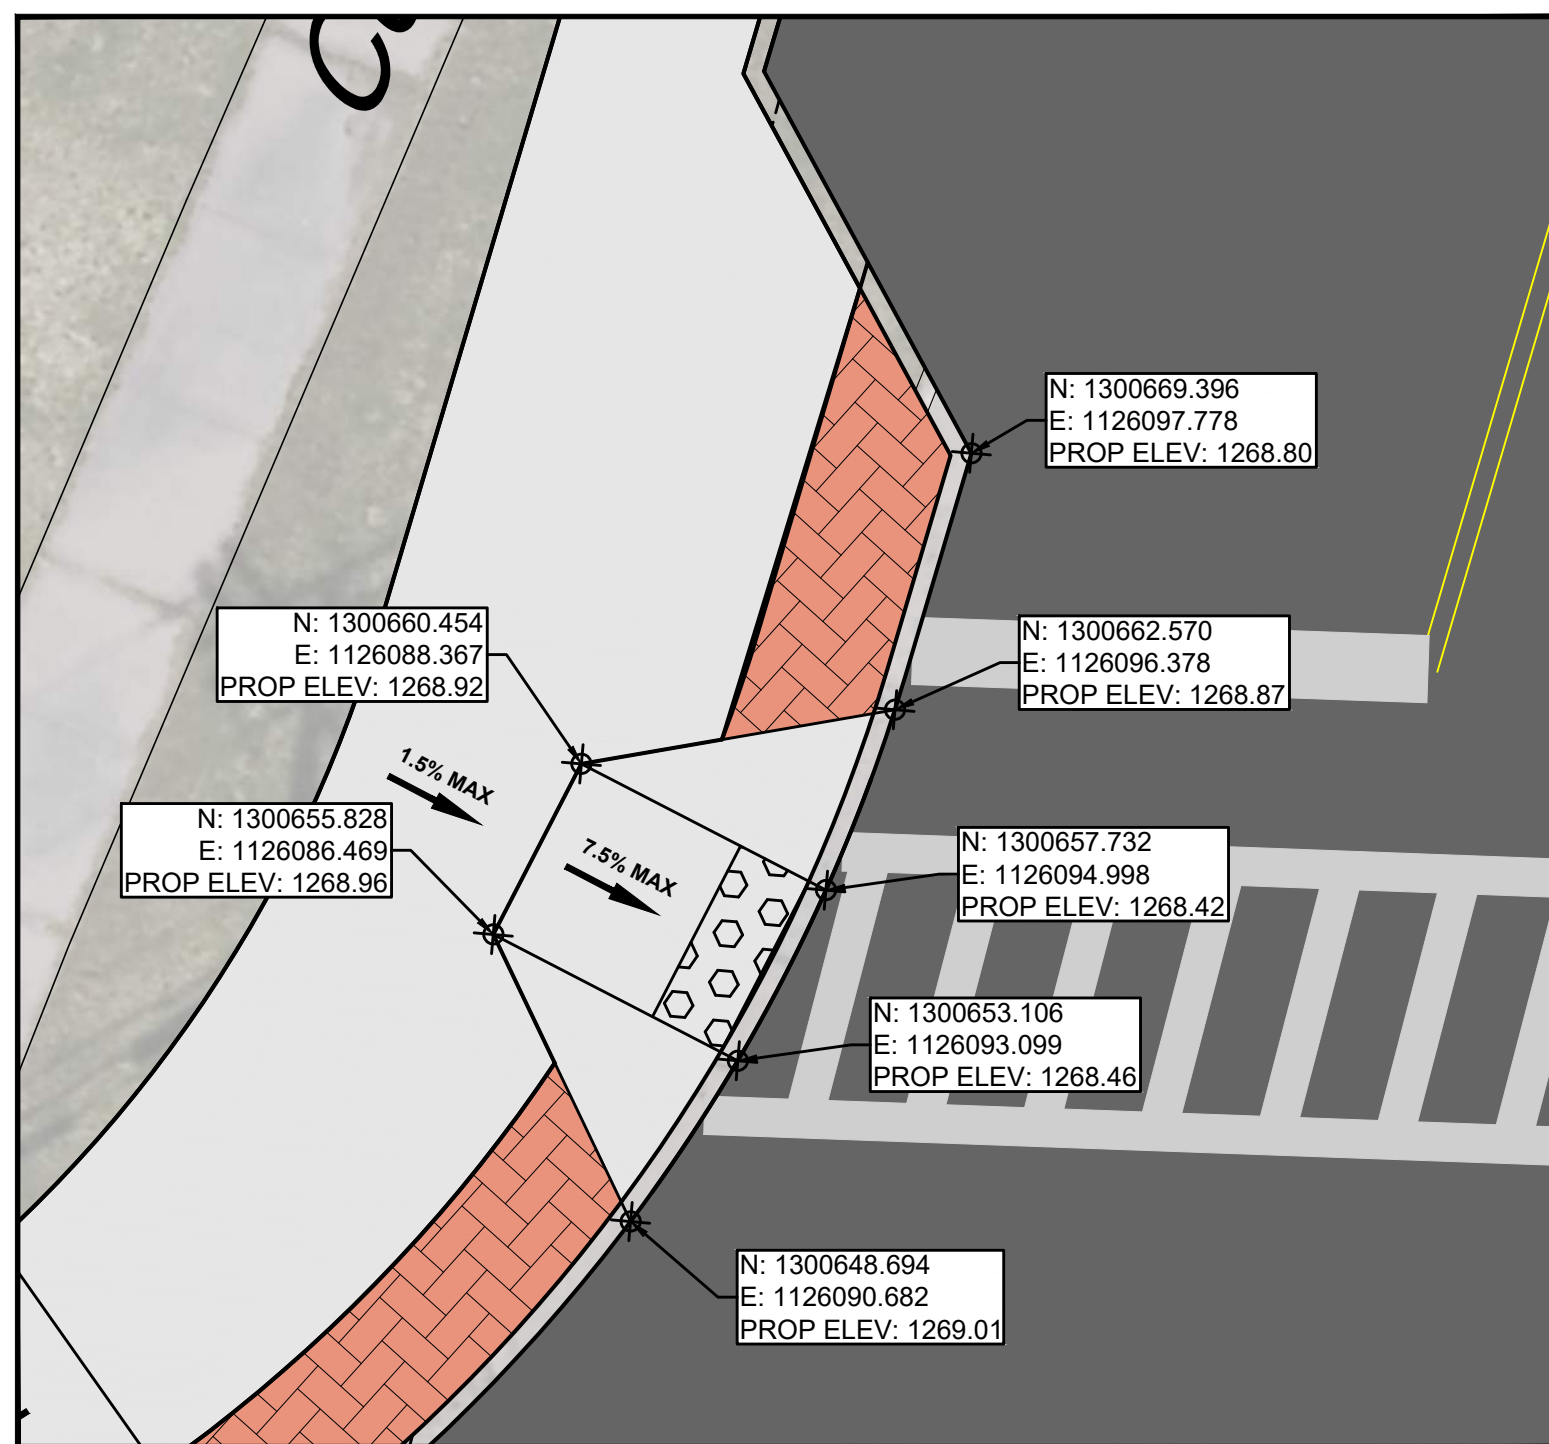 N: 1300669.396
E: 1126097.778
PROP ELEV: 1268.80
N: 1300660.454
E: 1126088.367
PROP ELEV: 1268.92
N: 1300662.570
E: 1126096.378
PROP ELEV: 1268.87
1.5% MAX
N: 1300655.828
E: 1126086.469
PROP ELEV: 1268.96
7.5% MAX
N: 1300657.732
E: 1126094.998
PROP ELEV: 1268.42
N: 1300653.106
E: 1126093.099
PROP ELEV: 1268.46
N: 1300648.694
E: 1126090.682
PROP ELEV: 1269.01